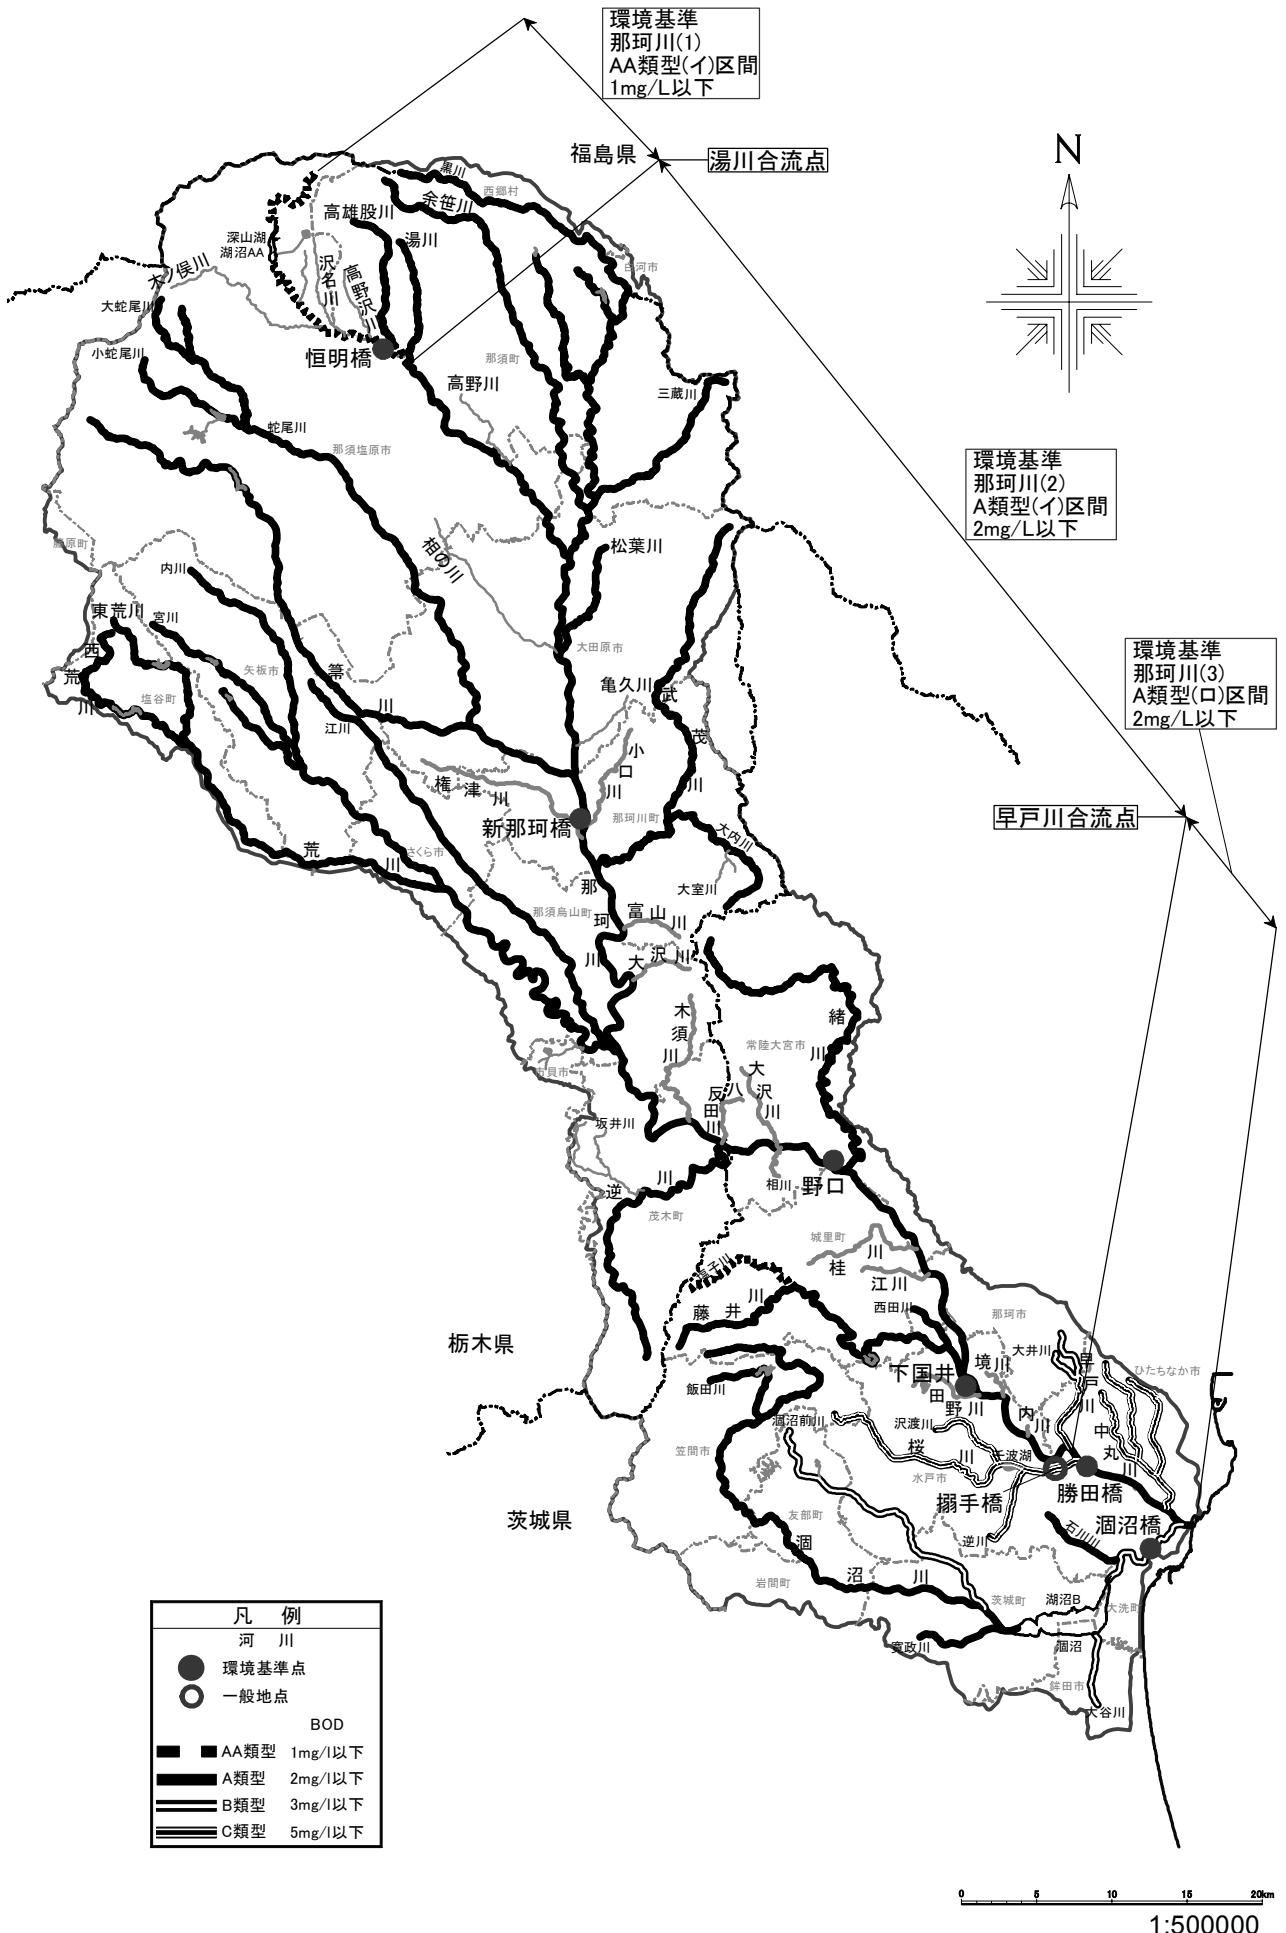 環境基準
那珂川(1)
AA類型(イ)区間
1mg/L以下
福島県
湯川合流点
N
黒川
西郷村
余笹川
高雄股川
湯川
深山湖
湖沼AA
沢名川
高野沢川
白河市
木ノ俣川
大蛇尾川
小蛇尾川
恒明橋
那須町
高野川
三蔵川
蛇尾川
那須塩原市
環境基準
那珂川(2)
A類型(イ)区間
2mg/L以下
藤原町
相の川
松葉川
内川
東荒川
宮川
西荒川
矢板市
塩谷町
箒川
江川
大田原市
亀久川
武茂川
小口川
権津川
環境基準
那珂川(3)
A類型(ロ)区間
2mg/L以下
早戸川合流点
新那珂橋
那珂川町
大内川
大室川
荒川
さくら市
那須烏山町
那珂川
富山川
大沢川
木須川
緒川
常陸大宮市
大沢川
八反田川
市貝市
坂井川
逆川
茂木町
相川
野口
城里町
桂川
江川
西田川
塩子川
藤井川
栃木県
那珂市
大井川
早戸川
ひたちなか市
下国井
境川
田野川
飯田川
涸沼前川
沢渡川
内川
中丸川
笠間市
桜川
千波湖
水戸市
搦手橋
勝田橋
涸沼橋
茨城県
友部町
逆川
石川川
涸沼川
岩間町
茨城町
湖沼B
大洗町
寛政川
涸沼
鉾田市
大谷川
凡 例
河 川
環境基準点
一般地点
BOD
AA類型 1mg/l以下
A類型 2mg/l以下
B類型 3mg/l以下
C類型 5mg/l以下
0 5 10 15 20km
1:500000